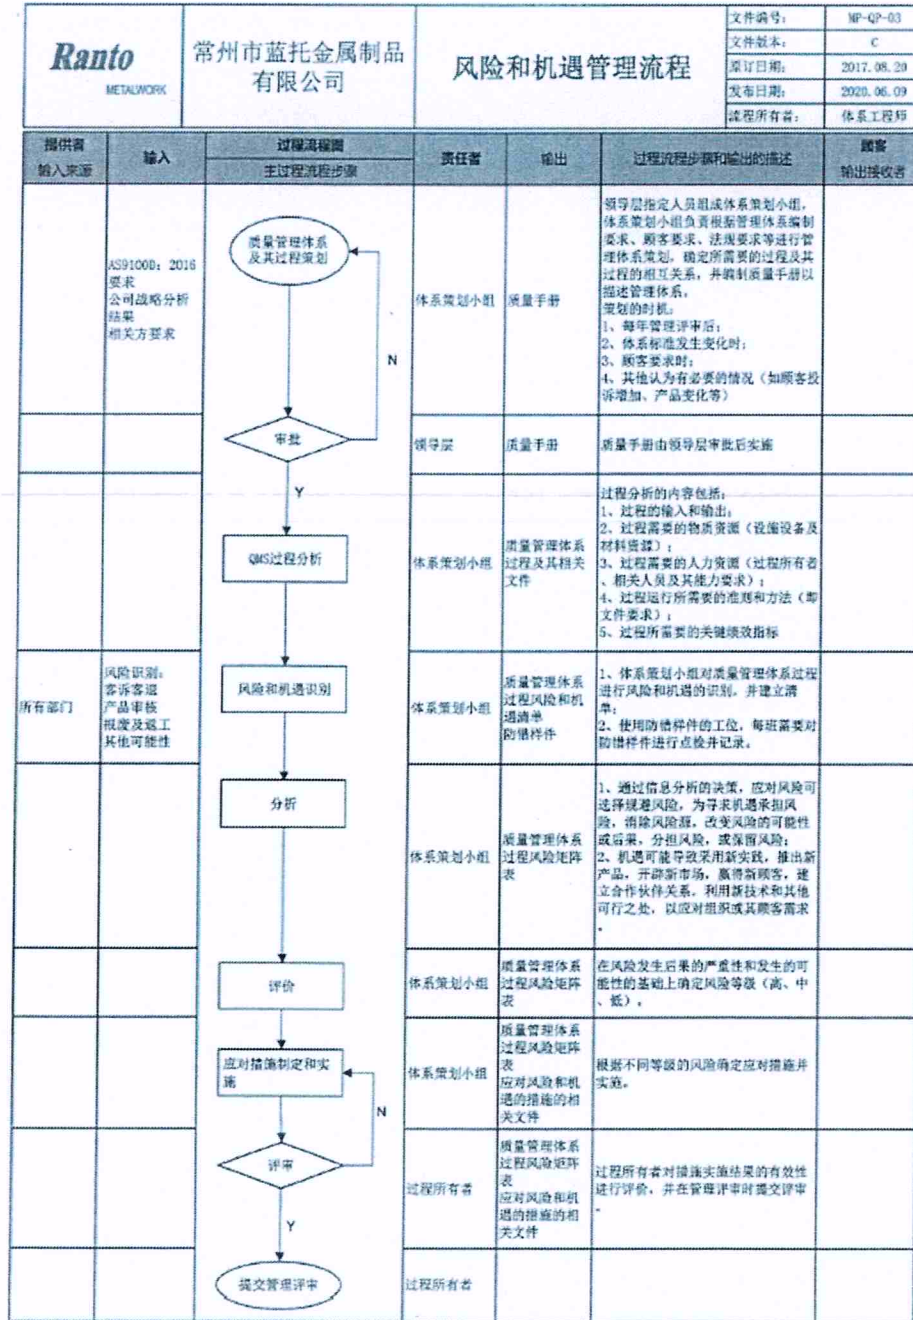 Ranto
METALWORK
常州市蓝托金属制品
有限公司
风险和机遇管理流程
文件编号: MP-QP-03
文件版本: C
原订日期: 2017.08.20
发布日期: 2020.06.09
流程所有者: 体系工程师
提供者
输入来源
输入
过程流程图
主过程流程步骤
责任者
输出
过程流程步骤和输出的描述
顾客
输出接收者
AS9100D: 2016
要求
公司战略分析
结果
相关方要求
质量管理体系
及其过程策划
N
体系策划小组
质量手册
领导层指定人员组成体系策划小组,
体系策划小组负责根据管理体系编制
要求、顾客要求、法规要求等进行管
理体系策划, 确定所需要的过程及其
过程的相互关系, 并编制质量手册以
描述管理体系。
策划的时机:
1、每年管理评审后;
2、体系标准发生变化时;
3、顾客要求时;
4、其他认为有必要的情况(如顾客投
诉增加、产品变化等)
审批
领导层
质量手册
质量手册由领导层审批后实施
Y
QMS过程分析
体系策划小组
质量管理体系
过程及其相关
文件
过程分析的内容包括:
1、过程的输入和输出;
2、过程需要的物质资源(设施设备及
材料资源);
3、过程需要的人力资源(过程所有者
、相关人员及其能力要求);
4、过程运行所需要的准则和方法(即
文件要求);
5、过程所需要的关键绩效指标
所有部门
风险识别:
客诉客退
产品审核
报废及返工
其他可能性
风险和机遇识别
体系策划小组
质量管理体系
过程风险和机
遇清单
防错样件
1、体系策划小组对质量管理体系过程
进行风险和机遇的识别, 并建立清
单;
2、使用防错样件的工位, 每班需要对
防错样件进行点检并记录。
分析
体系策划小组
质量管理体系
过程风险矩阵
表
1、通过信息分析的决策, 应对风险可
选择规避风险, 为寻求机遇承担风
险, 消除风险源, 改变风险的可能性
或后果, 分担风险, 或保留风险;
2、机遇可能导致采用新实践, 推出新
产品, 开辟新市场, 赢得新顾客, 建
立合作伙伴关系, 利用新技术和其他
可行之处, 以应对组织或其顾客需求
。
评价
体系策划小组
质量管理体系
过程风险矩阵
表
在风险发生后果的严重性和发生的可
能性的基础上确定风险等级(高、中
、低)。
应对措施制定和实
施
N
体系策划小组
质量管理体系
过程风险矩阵
表
应对风险和机
遇的措施的相
关文件
根据不同等级的风险确定应对措施并
实施。
评审
过程所有者
质量管理体系
过程风险矩阵
表
应对风险和机
遇的措施的相
关文件
过程所有者对措施实施结果的有效性
进行评价, 并在管理评审时提交评审
。
Y
提交管理评审
过程所有者